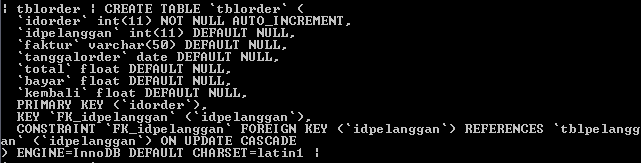 | tblorder | CREATE TABLE `tblorder` (
  `idorder` int(11) NOT NULL AUTO_INCREMENT,
  `idpelanggan` int(11) DEFAULT NULL,
  `faktur` varchar(50) DEFAULT NULL,
  `tanggalorder` date DEFAULT NULL,
  `total` float DEFAULT NULL,
  `bayar` float DEFAULT NULL,
  `kembali` float DEFAULT NULL,
  PRIMARY KEY (`idorder`),
  KEY `FK_idpelanggan` (`idpelanggan`),
  CONSTRAINT `FK_idpelanggan` FOREIGN KEY (`idpelanggan`) REFERENCES `tblpelang
gan` (`idpelanggan`) ON UPDATE CASCADE
) ENGINE=InnoDB DEFAULT CHARSET=latin1 |